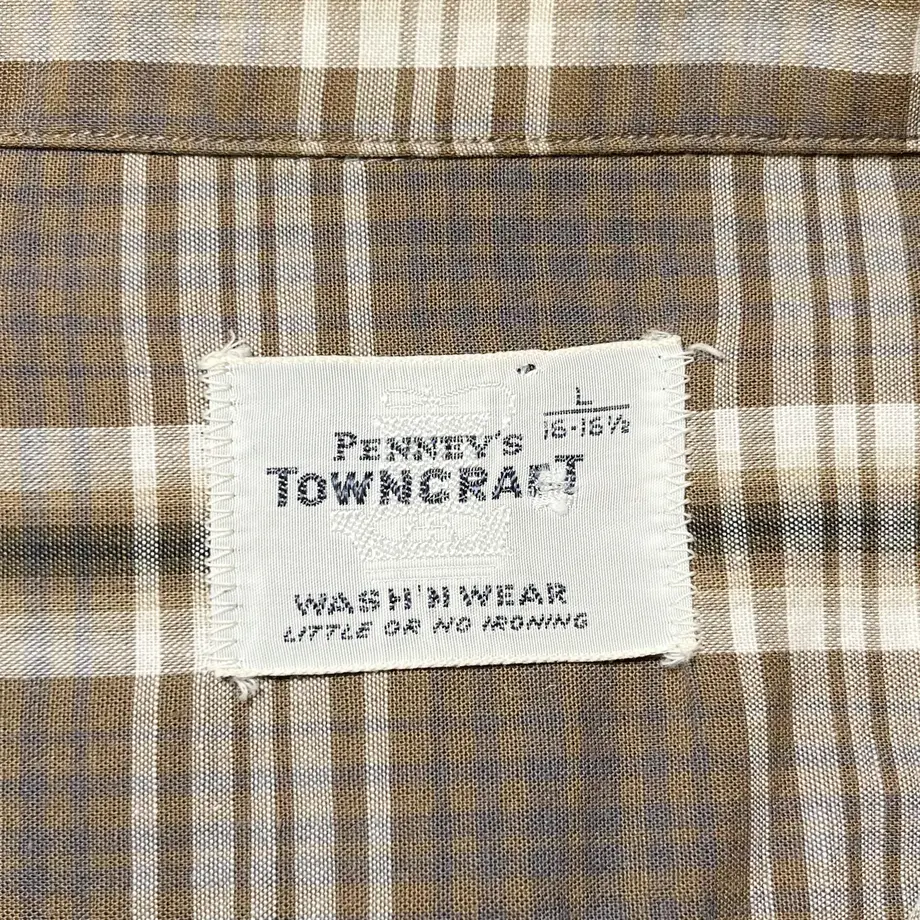 L
16-16½
PENNEY'S
TOWNCRAFT
WASH'N WEAR
LITTLE OR NO IRONING